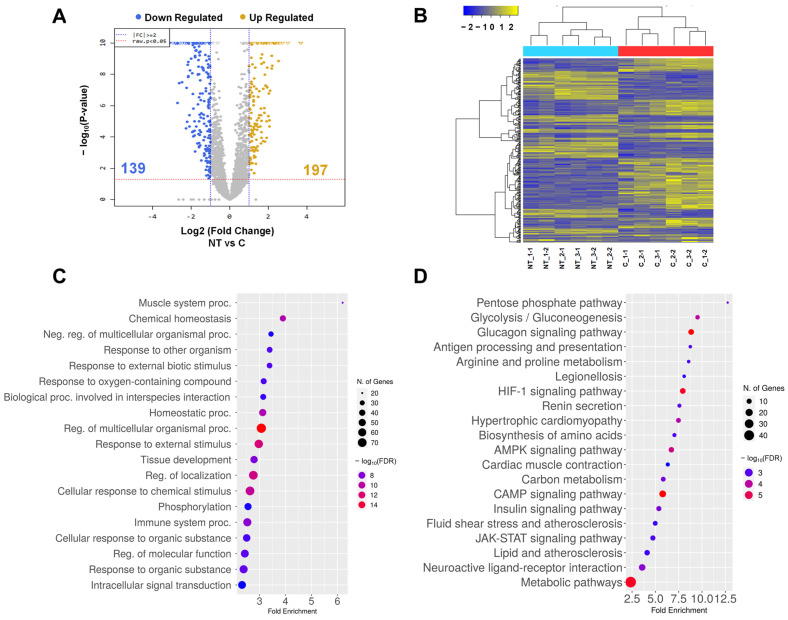 A
Down Regulated
Up Regulated
|FC|>=2
raw.p<0.05
− log10(P-value)
10
8
6
4
2
0
139
197
-4
-2
0
2
4
Log2 (Fold Change)
NT vs C
B
−2
0
2
NT_1-1
NT_1-2
NT_2-1
NT_3-1
NT_3-2
NT_2-2
C_1-1
C_2-1
C_3-1
C_2-2
C_3-2
C_1-2
C
Muscle system proc.
Chemical homeostasis
Neg. reg. of multicellular organismal proc.
Response to other organism
Response to external biotic stimulus
Response to oxygen-containing compound
Biological proc. involved in interspecies interaction
Homeostatic proc.
Reg. of multicellular organismal proc.
Response to external stimulus
Tissue development
Reg. of localization
Cellular response to chemical stimulus
Phosphorylation
Immune system proc.
Cellular response to organic substance
Reg. of molecular function
Response to organic substance
Intracellular signal transduction
3
4
5
6
Fold Enrichment
N. of Genes
20
30
40
50
60
70
− log10(FDR)
8
10
12
14
D
Pentose phosphate pathway
Glycolysis / Gluconeogenesis
Glucagon signaling pathway
Antigen processing and presentation
Arginine and proline metabolism
Legionellosis
HIF-1 signaling pathway
Renin secretion
Hypertrophic cardiomyopathy
Biosynthesis of amino acids
AMPK signaling pathway
Cardiac muscle contraction
Carbon metabolism
CAMP signaling pathway
Insulin signaling pathway
Fluid shear stress and atherosclerosis
JAK-STAT signaling pathway
Lipid and atherosclerosis
Neuroactive ligand-receptor interaction
Metabolic pathways
2.5
5.0
7.5
10.0
12.5
Fold Enrichment
N. of Genes
10
20
30
40
− log10(FDR)
3
4
5